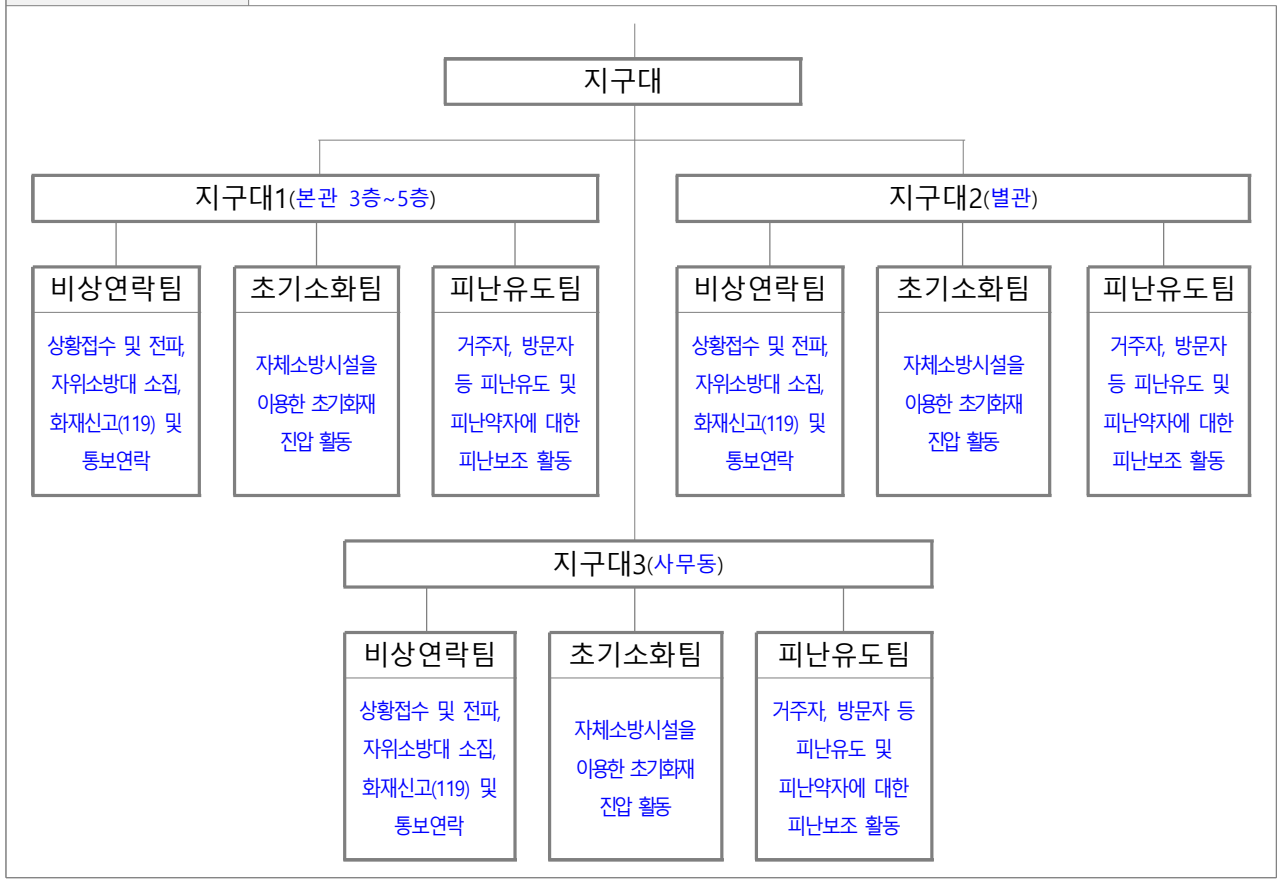 지구대
지구대1(본관 3층~5층)
비상연락팀
상황접수 및 전파,
자위소방대 소집,
화재신고(119) 및
통보연락
초기소화팀
자체소방시설을
이용한 초기화재
진압 활동
피난유도팀
거주자, 방문자
등 피난유도 및
피난약자에 대한
피난보조 활동
지구대2(별관)
비상연락팀
상황접수 및 전파,
자위소방대 소집,
화재신고(119) 및
통보연락
초기소화팀
자체소방시설을
이용한 초기화재
진압 활동
피난유도팀
거주자, 방문자
등 피난유도 및
피난약자에 대한
피난보조 활동
지구대3(사무동)
비상연락팀
상황접수 및 전파,
자위소방대 소집,
화재신고(119) 및
통보연락
초기소화팀
자체소방시설을
이용한 초기화재
진압 활동
피난유도팀
거주자, 방문자 등
피난유도 및
피난약자에 대한
피난보조 활동